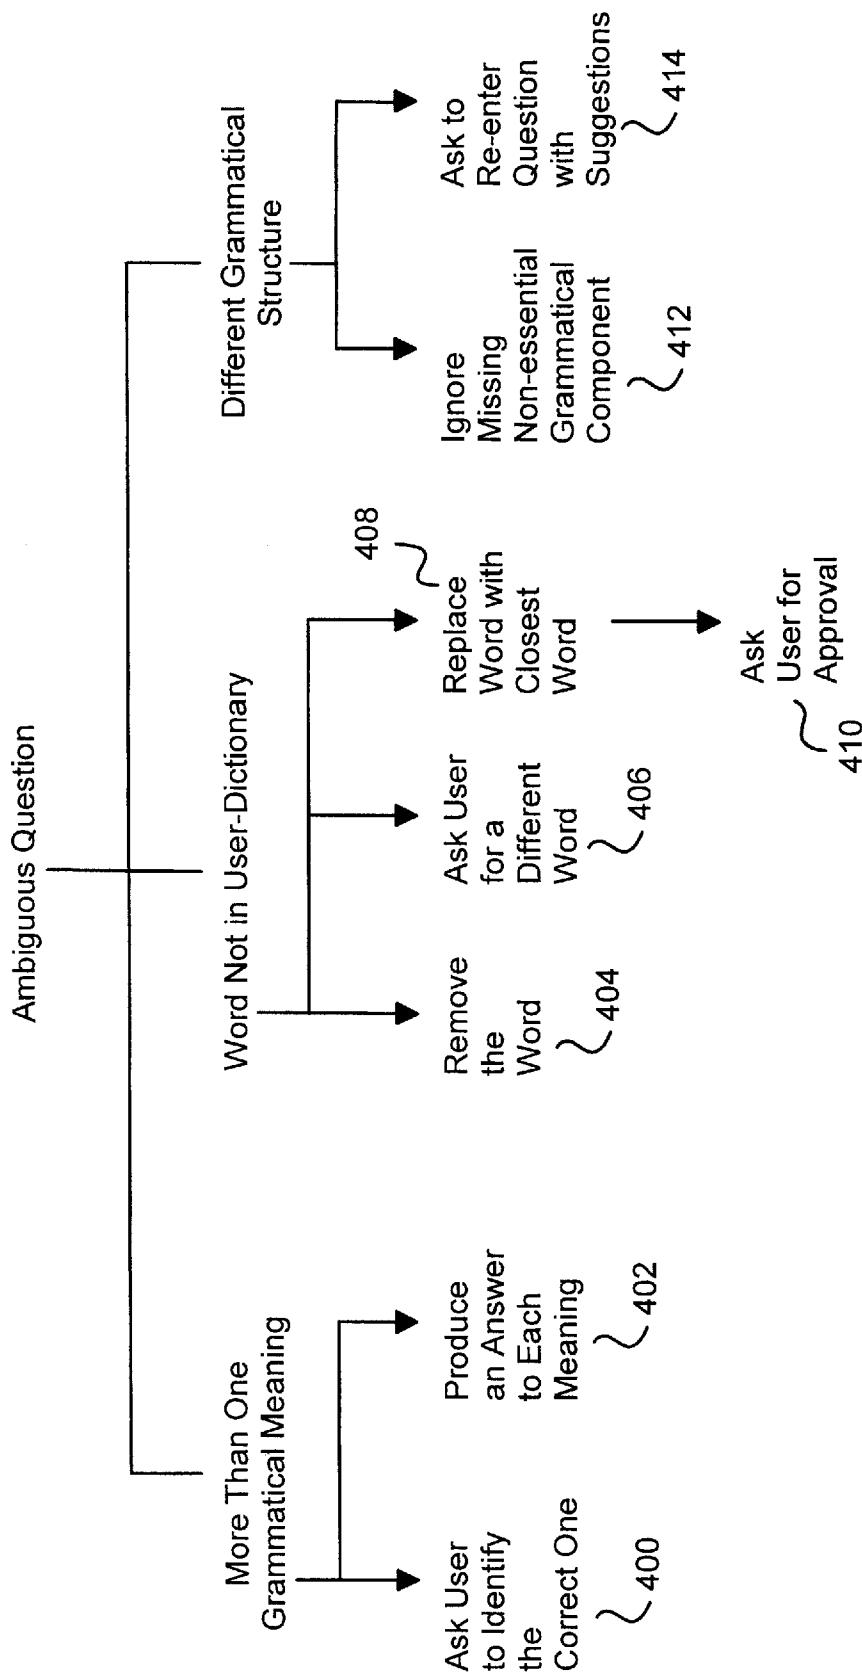 Ambiguous Question
More Than One
Grammatical Meaning
Word Not in User-Dictionary
Different Grammatical
Structure
Ask User
to Identify
the
Correct One
400
Produce
an Answer
to Each
Meaning
402
Remove
the
Word
404
Ask User
for a
Different
Word
406
408
Replace
Word with
Closest
Word
Ask
User for
Approval
410
Ignore
Missing
Non-essential
Grammatical
Component
412
Ask to
Re-enter
Question
with
Suggestions
414